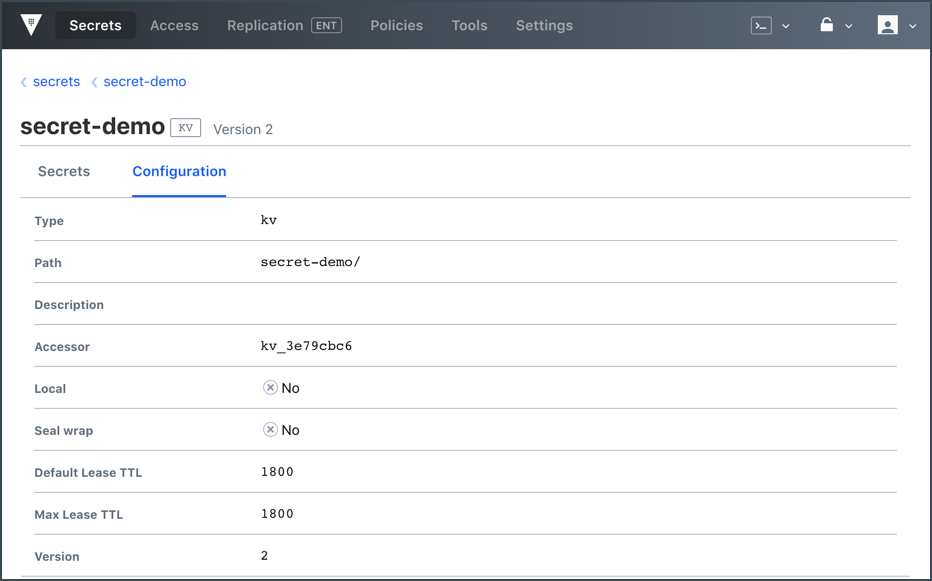 Secrets Access Replication ENT Policies Tools Settings
secrets secret-demo
secret-demo KV Version 2
Secrets Configuration
Type kv
Path secret-demo/
Description
Accessor kv_3e79cbc6
Local No
Seal wrap No
Default Lease TTL 1800
Max Lease TTL 1800
Version 2